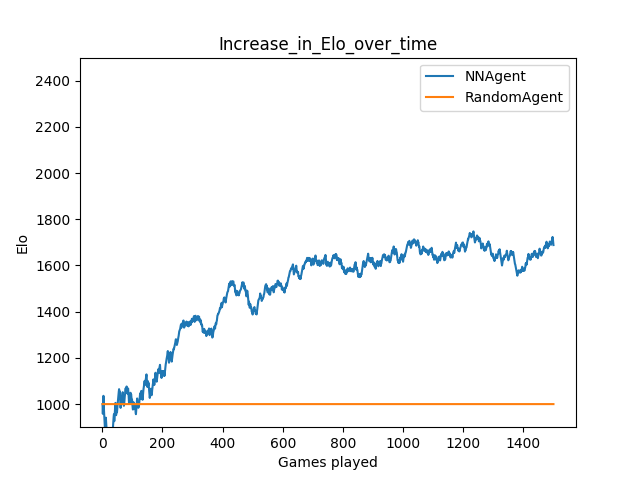 Increase_in_Elo_over_time
NNAgent
RandomAgent
2400
2200
2000
1800
1600
1400
1200
1000
Elo
0 200 400 600 800 1000 1200 1400
Games played